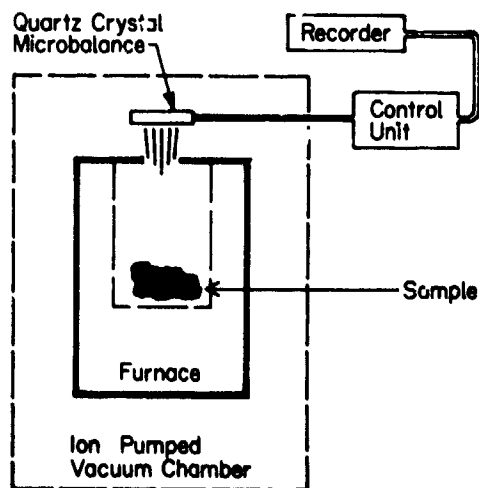 Quartz Crystal
Microbalance
Recorder
Control
Unit
Sample
Furnace
Ion Pumped
Vacuum Chamber